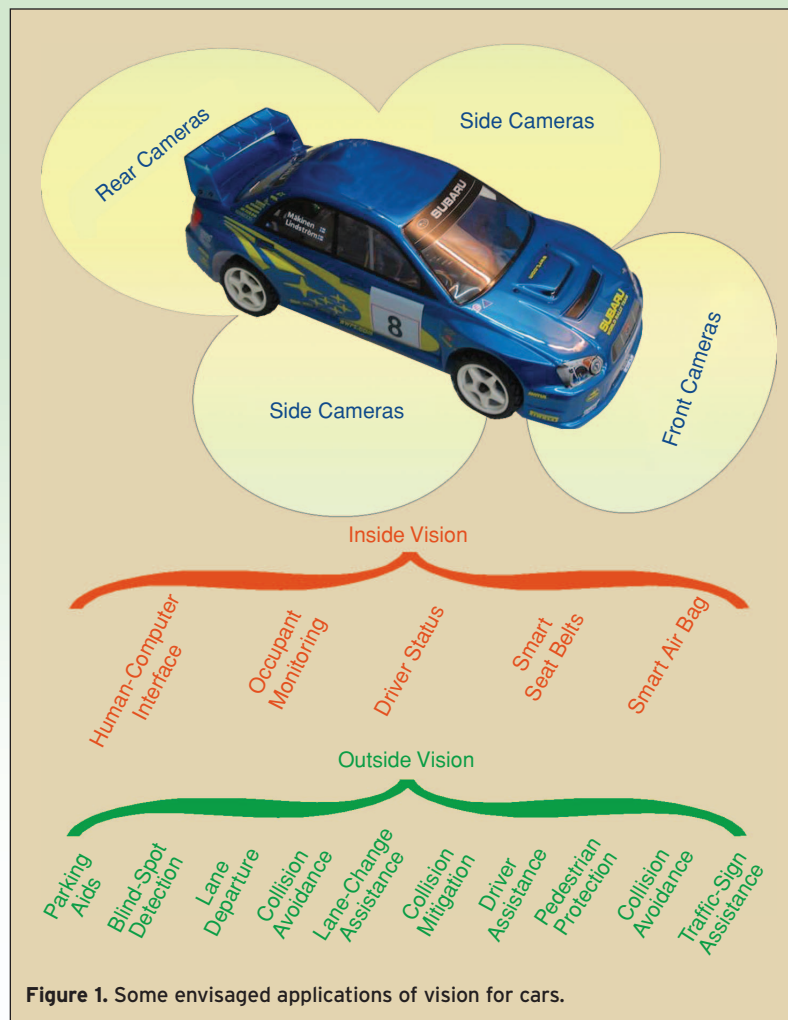 Rear Cameras
Side Cameras
SUBARU
Mäkinen
Lindström
8
SUBARU
Side Cameras
Front Cameras
Inside Vision
Human-Computer
Interface
Occupant
Monitoring
Driver Status
Smart
Seat Belts
Smart Air Bag
Outside Vision
Parking
Aids
Blind-Spot
Detection
Lane
Departure
Collision
Avoidance
Lane-Change
Assistance
Collision
Mitigation
Driver
Assistance
Pedestrian
Protection
Collision
Avoidance
Traffic-Sign
Assistance
Figure 1. Some envisaged applications of vision for cars.